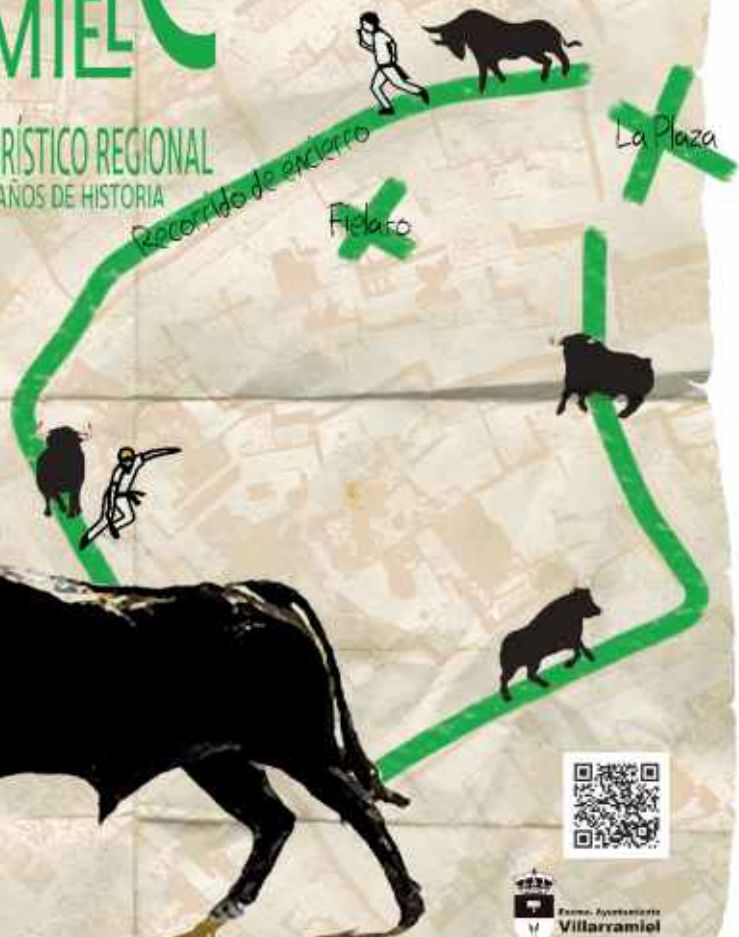 MIEL
RÍSTICO REGIONAL
AÑOS DE HISTORIA
Recorrido de encierro
La Plaza
Fielato
Excmo. Ayuntamiento
Villarramiel